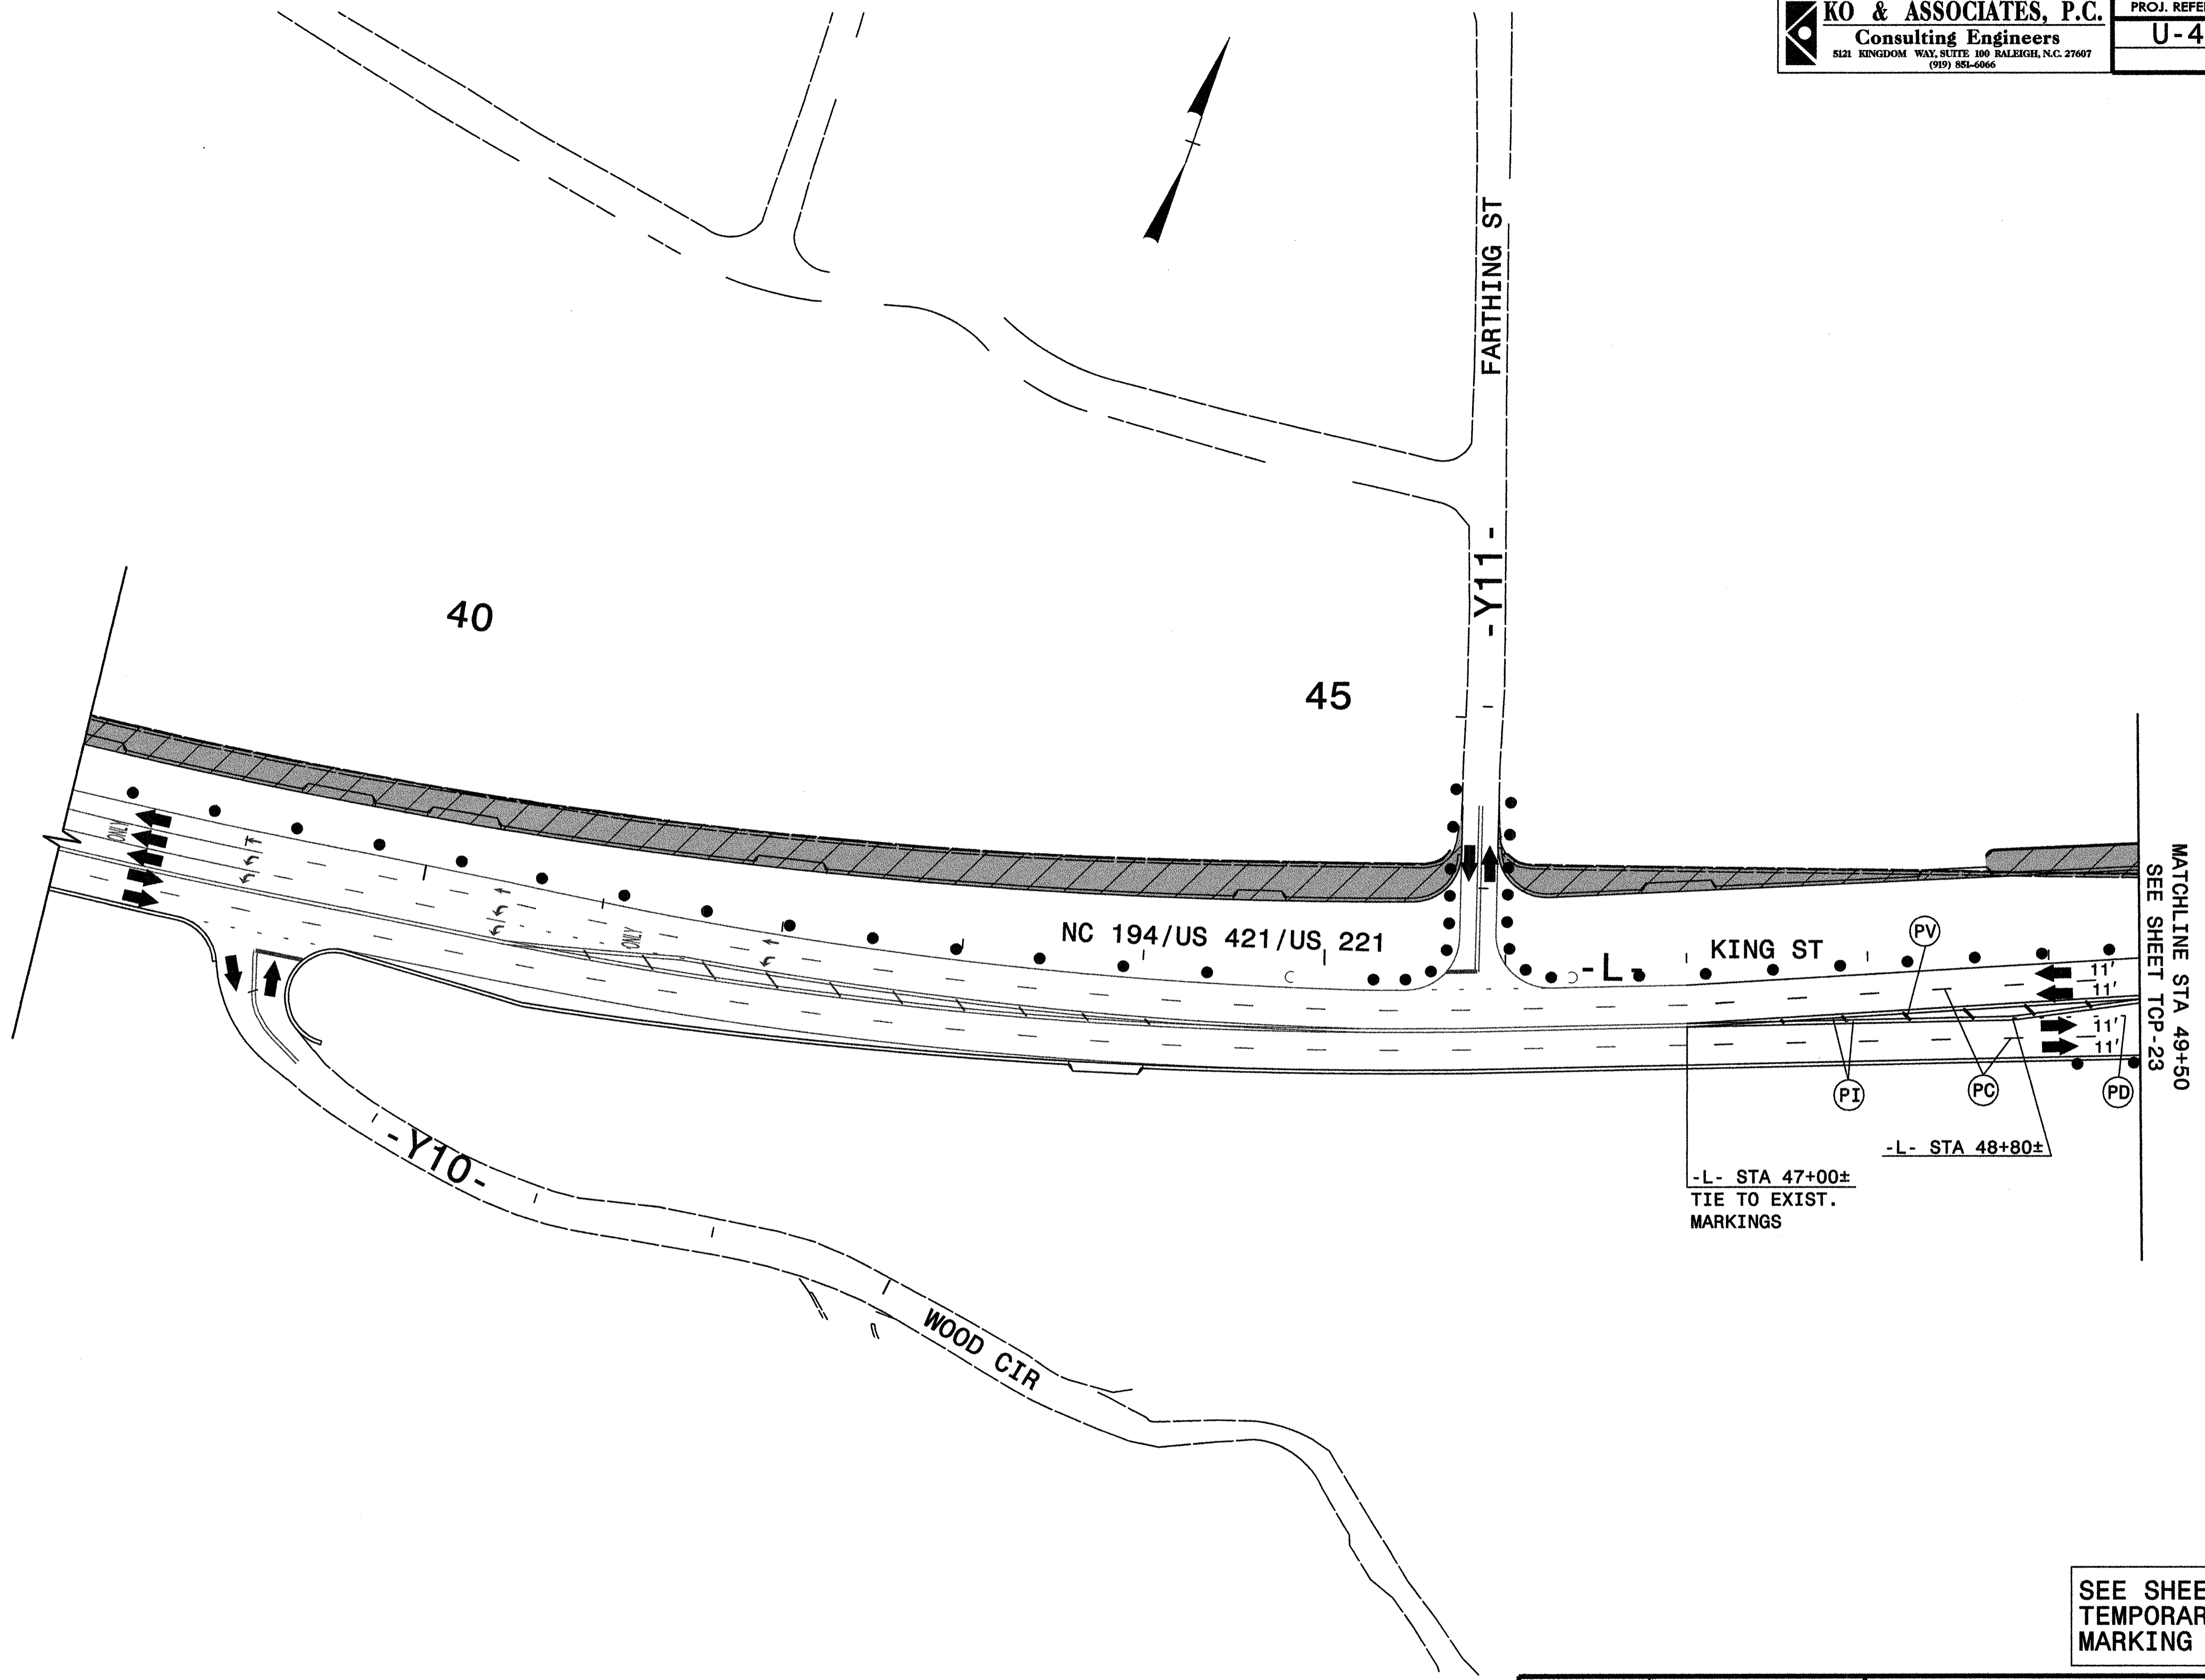 KO & ASSOCIATES, P.C.
Consulting Engineers
5121 KINGDOM WAY, SUITE 100 RALEIGH, N.C. 27607
(919) 851-6066
PROJ. REFE
U-4
FARTHING ST
-Y11-
40
45
ONLY
ONLY
NC 194/US 421/US 221
-L-
KING ST
PV
11'
11'
11'
11'
MATCHLINE STA 49+50
SEE SHEET TCP-23
PI
PC
PD
-L- STA 48+80±
-L- STA 47+00±
TIE TO EXIST.
MARKINGS
-Y10-
WOOD CIR
SEE SHEE
TEMPORAR
MARKING